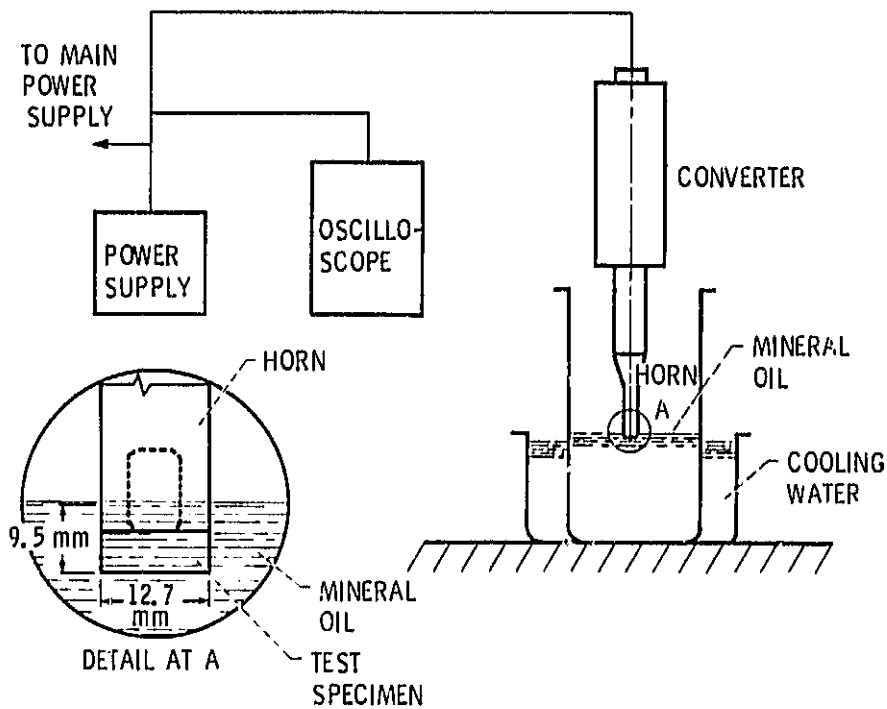 TO MAIN
POWER
SUPPLY
POWER
SUPPLY
OSCILLO-
SCOPE
CONVERTER
HORN
A
MINERAL
OIL
COOLING
WATER
HORN
9.5 mm
12.7
mm
MINERAL
OIL
DETAIL AT A
TEST
SPECIMEN